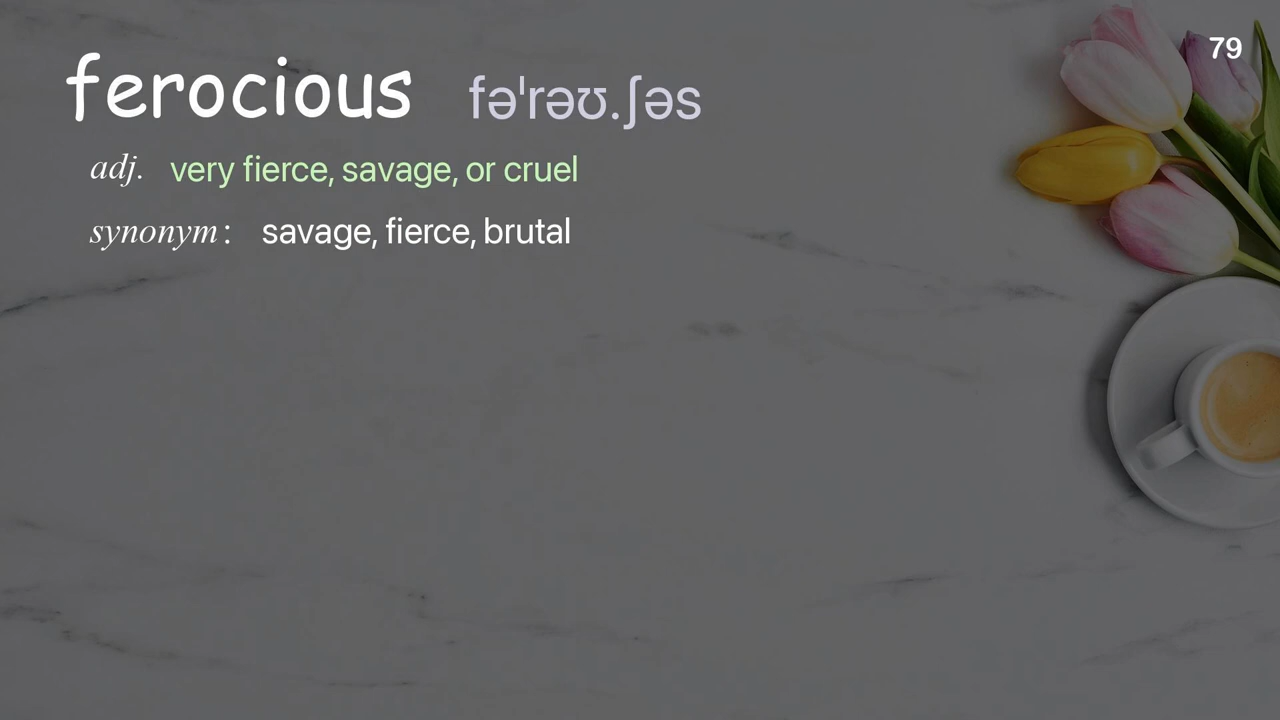 79
ferocious fəˈrəʊ.ʃəs
adj. very fierce, savage, or cruel
synonym: savage, fierce, brutal